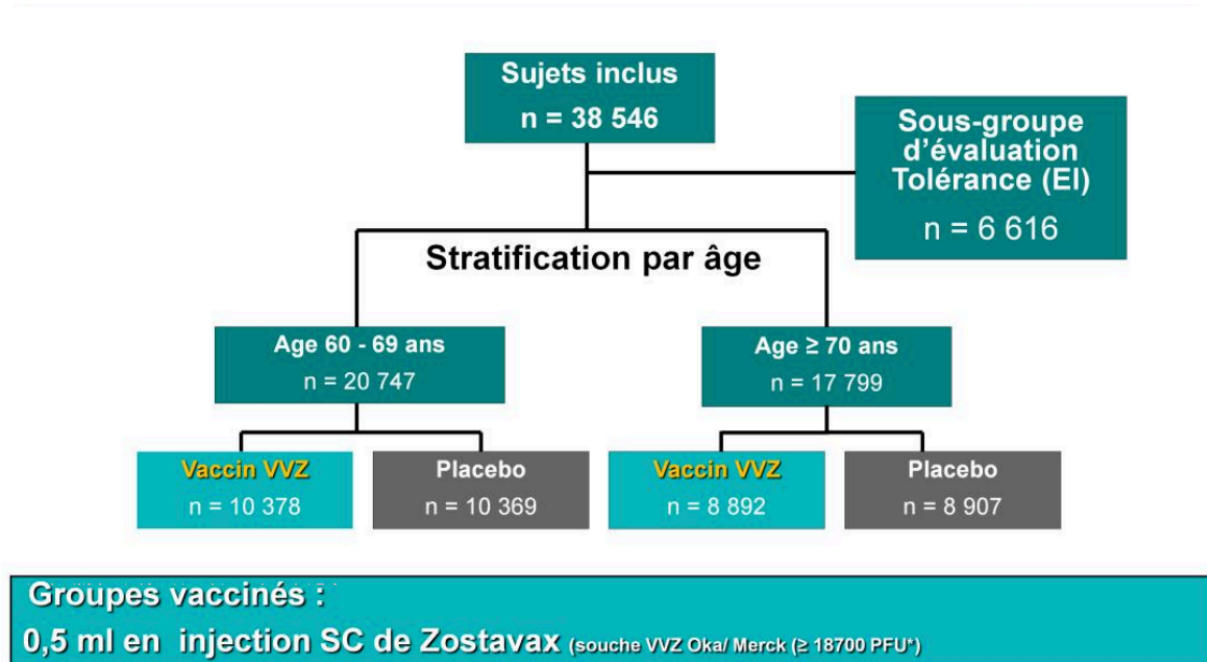 Sujets inclus
n = 38 546
Sous-groupe
d'évaluation
Tolérance (EI)
n = 6 616
Stratification par âge
Age 60 - 69 ans
n = 20 747
Age ≥ 70 ans
n = 17 799
Vaccin VVZ
n = 10 378
Placebo
n = 10 369
Vaccin VVZ
n = 8 892
Placebo
n = 8 907
Groupes vaccinés :
0,5 ml en injection SC de Zostavax (souche VVZ Oka/ Merck (≥ 18700 PFU*)